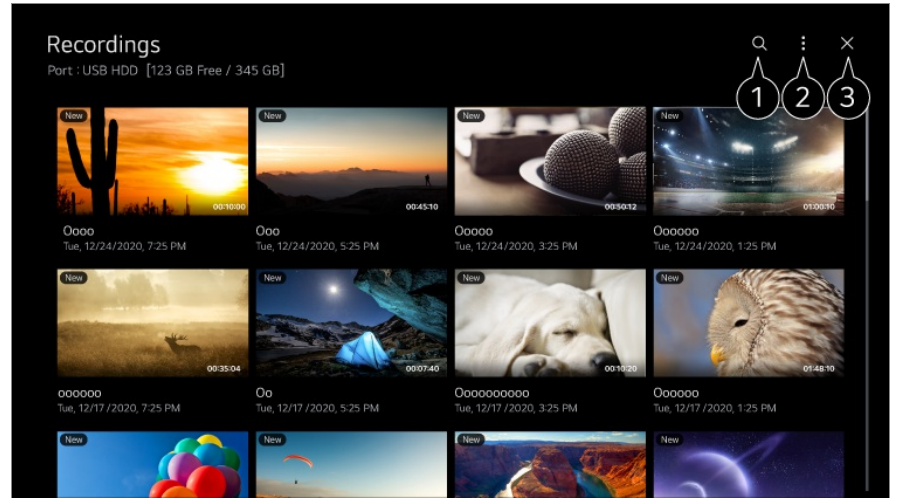 Recordings
Port : USB HDD [123 GB Free / 345 GB]
1 2 3
New New New New
00:10:00 00:45:10 00:50:12 01:00:10
Oooo Ooo Ooooo Oooooo
Tue, 12/24/2020, 7:25 PM Tue, 12/24/2020, 5:25 PM Tue, 12/24/2020, 3:25 PM Tue, 12/24/2020, 1:25 PM
New New New New
00:35:04 00:07:40 00:10:20 01:48:10
oooooo Oo Oooooooooo Oooooo
Tue, 12/17/2020, 7:25 PM Tue, 12/17/2020, 5:25 PM Tue, 12/17/2020, 3:25 PM Tue, 12/17/2020, 1:25 PM
New New New New